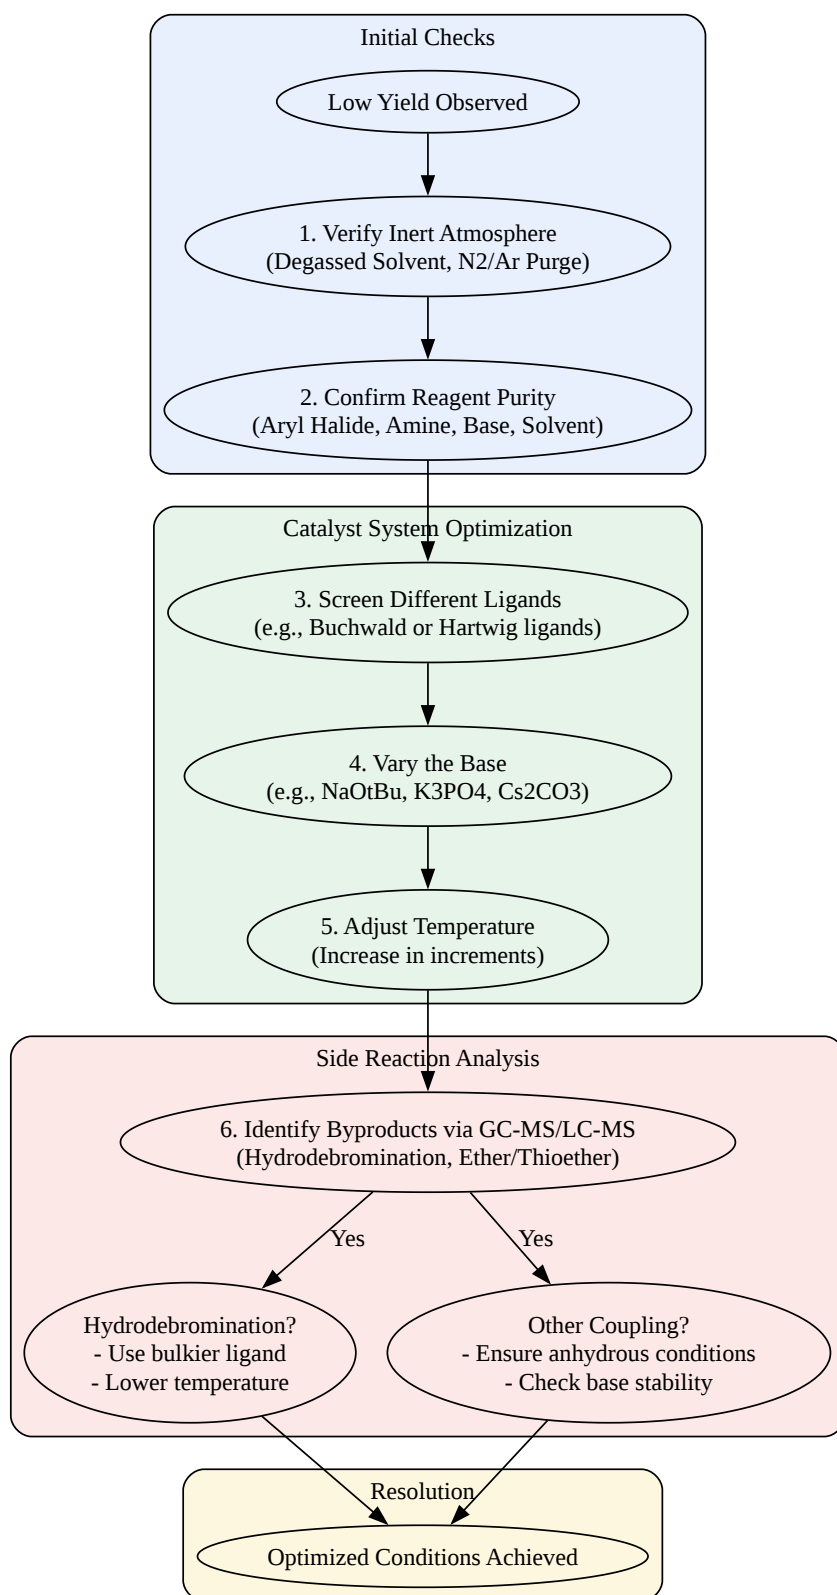 Initial Checks
Low Yield Observed
1. Verify Inert Atmosphere
(Degassed Solvent, N2/Ar Purge)
2. Confirm Reagent Purity
(Aryl Halide, Amine, Base, Solvent)
Catalyst System Optimization
3. Screen Different Ligands
(e.g., Buchwald or Hartwig ligands)
4. Vary the Base
(e.g., NaOtBu, K3PO4, Cs2CO3)
5. Adjust Temperature
(Increase in increments)
Side Reaction Analysis
6. Identify Byproducts via GC-MS/LC-MS
(Hydrodebromination, Ether/Thioether)
Yes
Yes
Hydrodebromination?
- Use bulkier ligand
- Lower temperature
Other Coupling?
- Ensure anhydrous conditions
- Check base stability
Resolution
Optimized Conditions Achieved